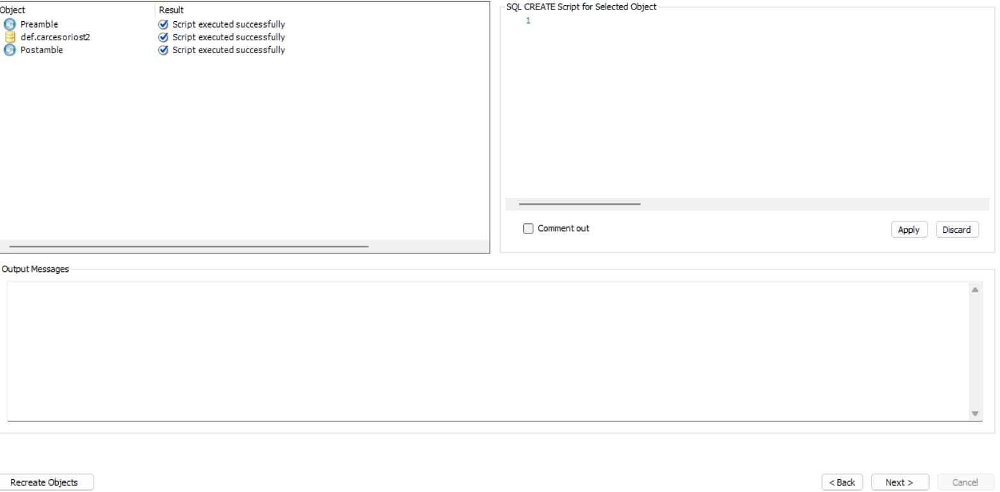 Object Result
Preamble Script executed successfully
def.carcesoriost2 Script executed successfully
Postamble Script executed successfully
SQL CREATE Script for Selected Object
1
Comment out
Apply Discard
Output Messages
Recreate Objects
< Back Next > Cancel